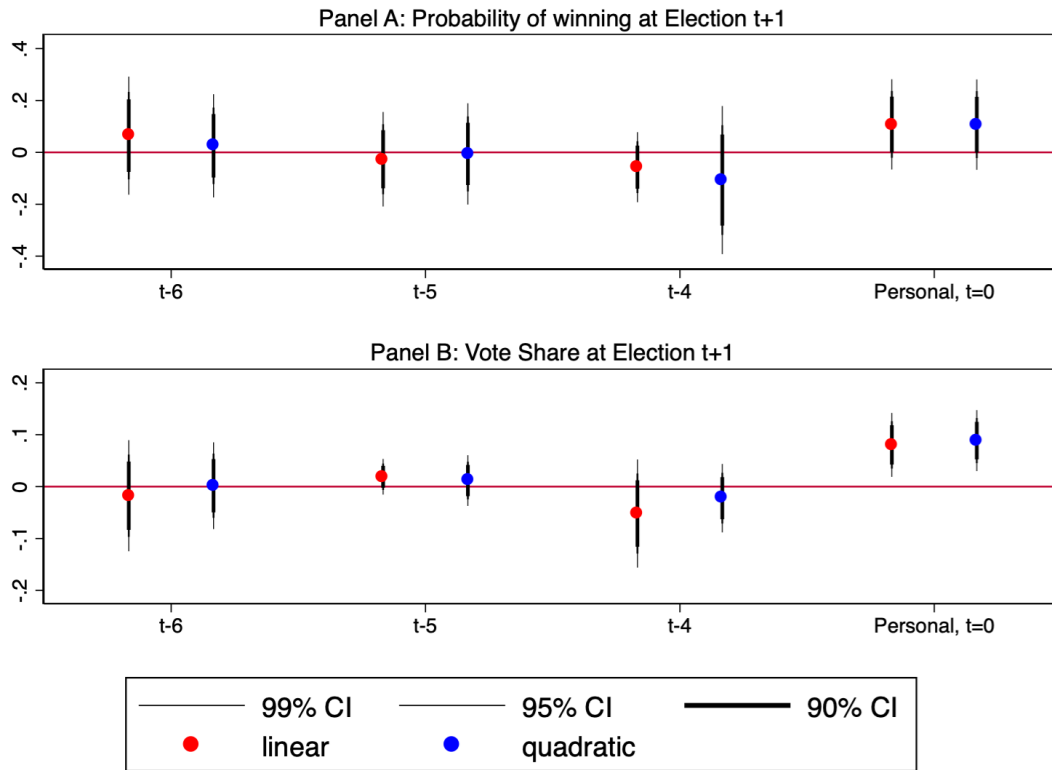 Panel A: Probability of winning at Election t+1
.4
.2
0
-.2
-.4
t-6 t-5 t-4 Personal, t=0
Panel B: Vote Share at Election t+1
.2
.1
0
-.1
-.2
t-6 t-5 t-4 Personal, t=0
99% CI 95% CI 90% CI
linear quadratic